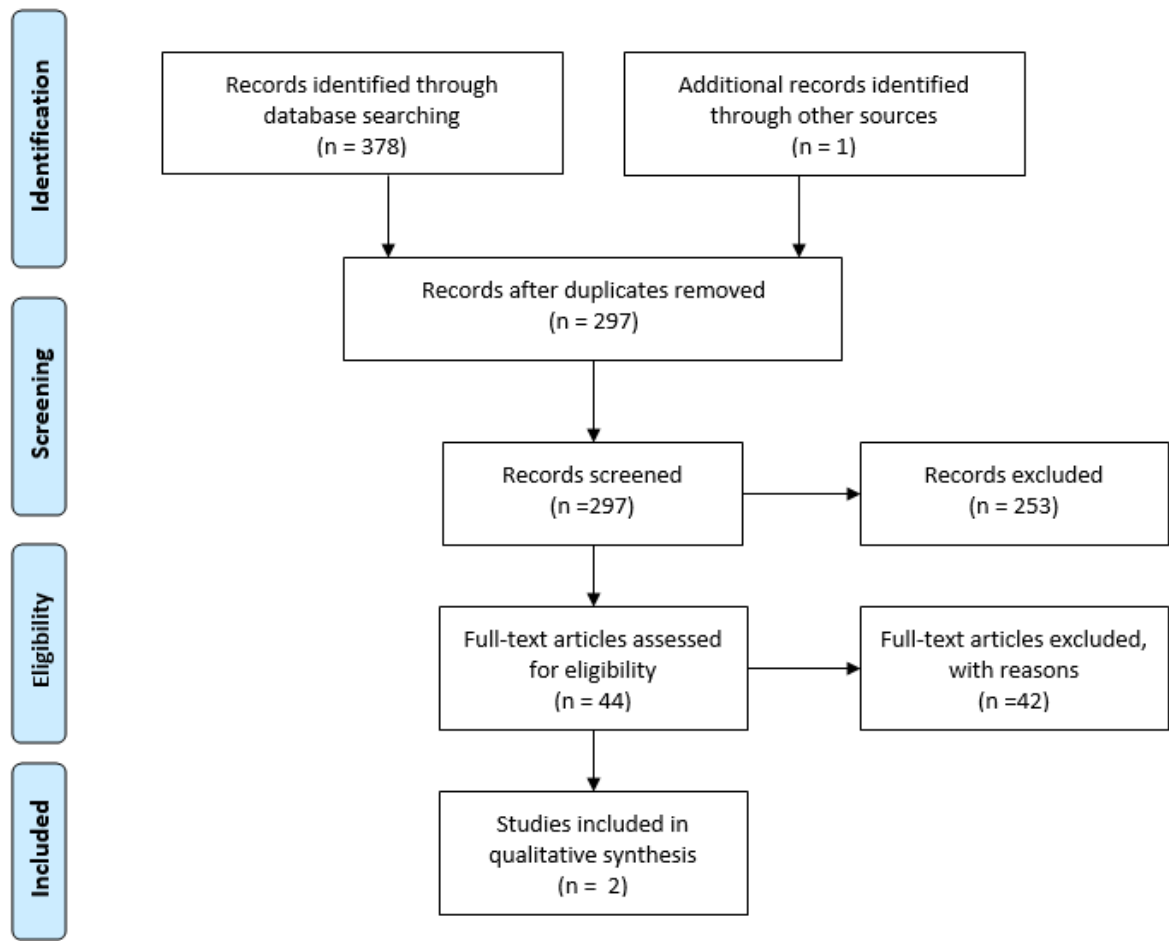 Identification
Records identified through
database searching
(n = 378)
Additional records identified
through other sources
(n = 1)
Records after duplicates removed
(n = 297)
Screening
Records screened
(n =297)
Records excluded
(n = 253)
Eligibility
Full-text articles assessed
for eligibility
(n = 44)
Full-text articles excluded,
with reasons
(n =42)
Included
Studies included in
qualitative synthesis
(n =  2)